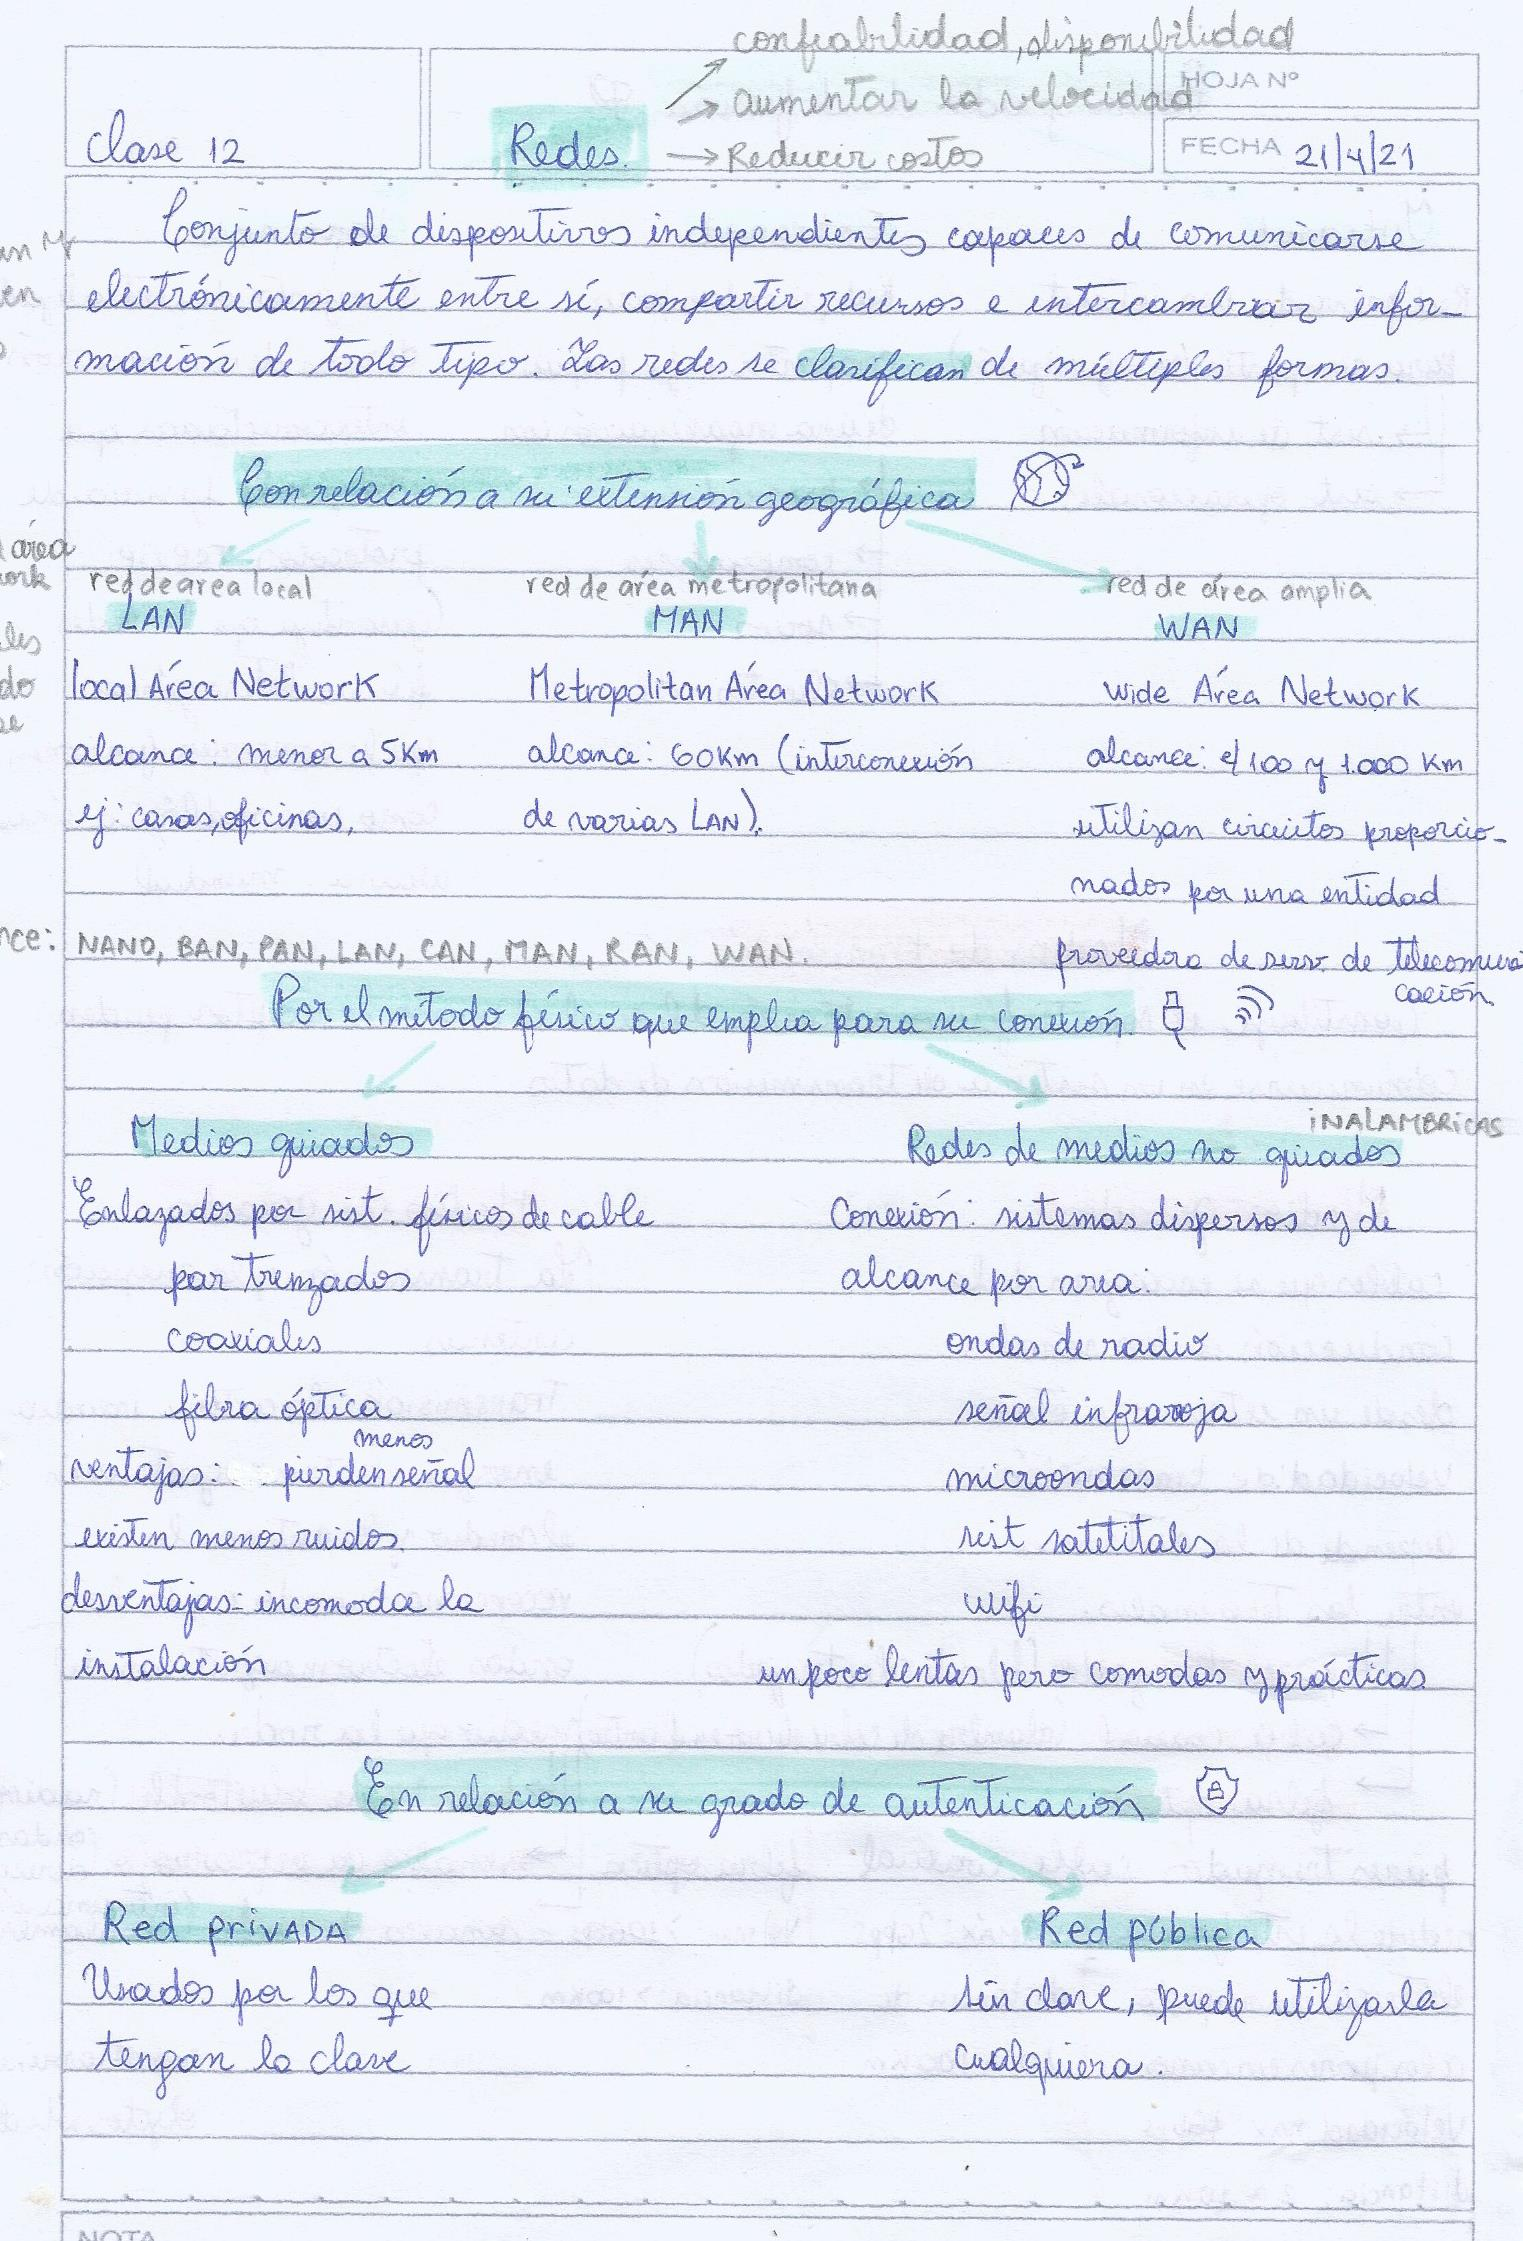 confiabilidad, disponibilidad
aumentar la velocidad
HOJA Nº
Clase 12
Redes.
→ Reducir costos
FECHA 21/4/21
Conjunto de dispositivos independientes capaces de comunicarse
electrónicamente entre sí, compartir recursos e intercambiar infor-
mación de todo tipo. Las redes se clasifican de múltiples formas.
Con relación a su extensión geográfica
área
red de area local
LAN
local Área Network
alcance: menor a 5Km
ej: casas, oficinas,
red de área metropolitana
MAN
Metropolitan Área Network
alcance: 60Km (interconexión
de varias LAN).
red de área amplia
WAN
Wide Área Network
alcance: e/ 100 y 1.000 Km
utilizan circuitos proporcio-
nados por una entidad
proveedora de serv. de telecomuni
cación.
NANO, BAN, PAN, LAN, CAN, MAN, RAN, WAN.
Por el método físico que emplea para su conexión.
Medios guiados
Enlazados por sist. físicos de cable
par trenzados
coaxiales
fibra óptica
menos
ventajas: pierden señal
existen menos ruidos
desventajas: incomoda la
instalación
INALAMBRICAS
Redes de medios no guiados
Conexión: sistemas dispersos y de
alcance por area:
ondas de radio
señal infraroja
microondas
sist satetitales
wifi
un poco lentas pero comodas y prácticas
En relación a su grado de autenticación
Red privADA
Usados por los que
tengan la clave
Red pública
sin clave, puede utilizarla
cualquiera.
NOTA